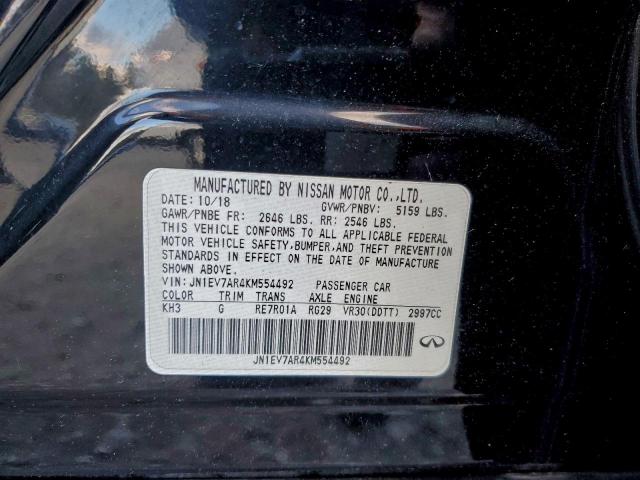 MANUFACTURED BY NISSAN MOTOR CO.,LTD.
DATE: 10/18 GVWR/PNBV: 5159 LBS.
GAWR/PNBE FR: 2646 LBS. RR: 2546 LBS.
THIS VEHICLE CONFORMS TO ALL APPLICABLE FEDERAL
MOTOR VEHICLE SAFETY,BUMPER,AND THEFT PREVENTION
STANDARDS IN EFFECT ON THE DATE OF MANUFACTURE
SHOWN ABOVE.
VIN: JN1EV7AR4KM554492 PASSENGER CAR
COLOR TRIM TRANS AXLE ENGINE
KH3 G RE7R01A RG29 VR30(DDTT) 2997CC
JN1EV7AR4KM554492